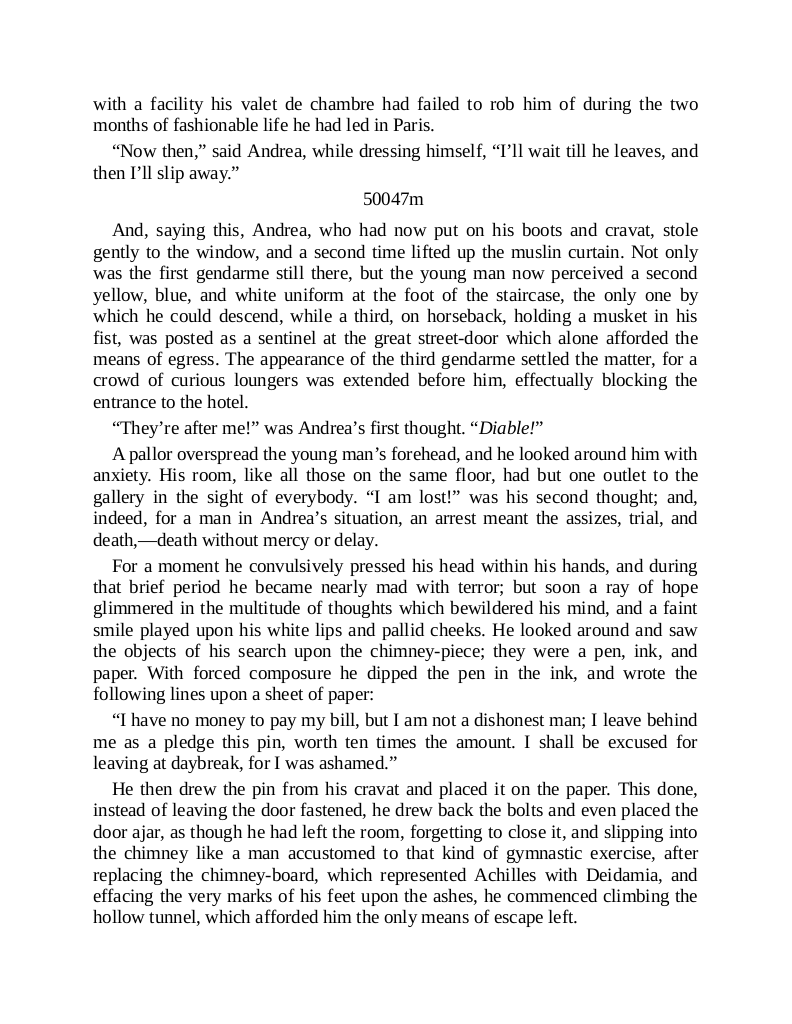 with a facility his valet de chambre had failed to rob him of during the two
months of fashionable life he had led in Paris.
“Now then,” said Andrea, while dressing himself, “I’ll wait till he leaves, and
then I’ll slip away.”
50047m
And, saying this, Andrea, who had now put on his boots and cravat, stole
gently to the window, and a second time lifted up the muslin curtain. Not only
was the first gendarme still there, but the young man now perceived a second
yellow, blue, and white uniform at the foot of the staircase, the only one by
which he could descend, while a third, on horseback, holding a musket in his
fist, was posted as a sentinel at the great street-door which alone afforded the
means of egress. The appearance of the third gendarme settled the matter, for a
crowd of curious loungers was extended before him, effectually blocking the
entrance to the hotel.
“They’re after me!” was Andrea’s first thought. “Diable!”
A pallor overspread the young man’s forehead, and he looked around him with
anxiety. His room, like all those on the same floor, had but one outlet to the
gallery in the sight of everybody. “I am lost!” was his second thought; and,
indeed, for a man in Andrea’s situation, an arrest meant the assizes, trial, and
death,—death without mercy or delay.
For a moment he convulsively pressed his head within his hands, and during
that brief period he became nearly mad with terror; but soon a ray of hope
glimmered in the multitude of thoughts which bewildered his mind, and a faint
smile played upon his white lips and pallid cheeks. He looked around and saw
the objects of his search upon the chimney-piece; they were a pen, ink, and
paper. With forced composure he dipped the pen in the ink, and wrote the
following lines upon a sheet of paper:
“I have no money to pay my bill, but I am not a dishonest man; I leave behind
me as a pledge this pin, worth ten times the amount. I shall be excused for
leaving at daybreak, for I was ashamed.”
He then drew the pin from his cravat and placed it on the paper. This done,
instead of leaving the door fastened, he drew back the bolts and even placed the
door ajar, as though he had left the room, forgetting to close it, and slipping into
the chimney like a man accustomed to that kind of gymnastic exercise, after
replacing the chimney-board, which represented Achilles with Deidamia, and
effacing the very marks of his feet upon the ashes, he commenced climbing the
hollow tunnel, which afforded him the only means of escape left.